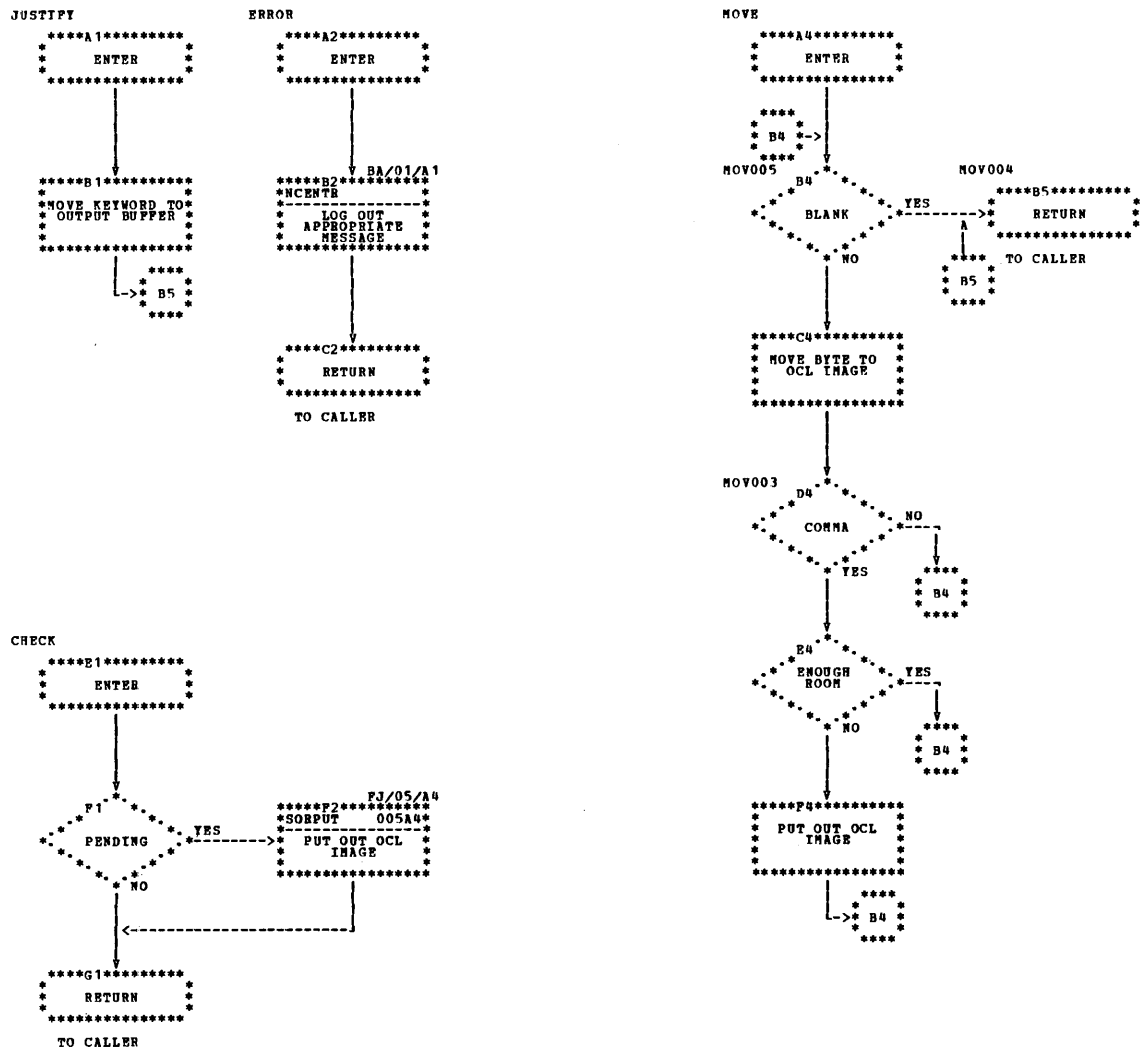 JUSTIFY
A1
ENTER
B1
MOVE KEYWORD TO
OUTPUT BUFFER
B5
ERROR
A2
ENTER
BA/01/A1
B2
NCENTR
LOG OUT
APPROPRIATE
MESSAGE
C2
RETURN
TO CALLER
MOVE
A4
ENTER
B4
MOV005
B4
BLANK
YES
NO
MOV004
B5
RETURN
TO CALLER
A
B5
C4
MOVE BYTE TO
OCL IMAGE
MOV003
D4
COMMA
NO
B4
YES
E4
ENOUGH
ROOM
YES
B4
NO
F4
PUT OUT OCL
IMAGE
B4
CHECK
E1
ENTER
F1
PENDING
YES
NO
FJ/05/A4
F2
SORPUT 005A4
PUT OUT OCL
IMAGE
G1
RETURN
TO CALLER